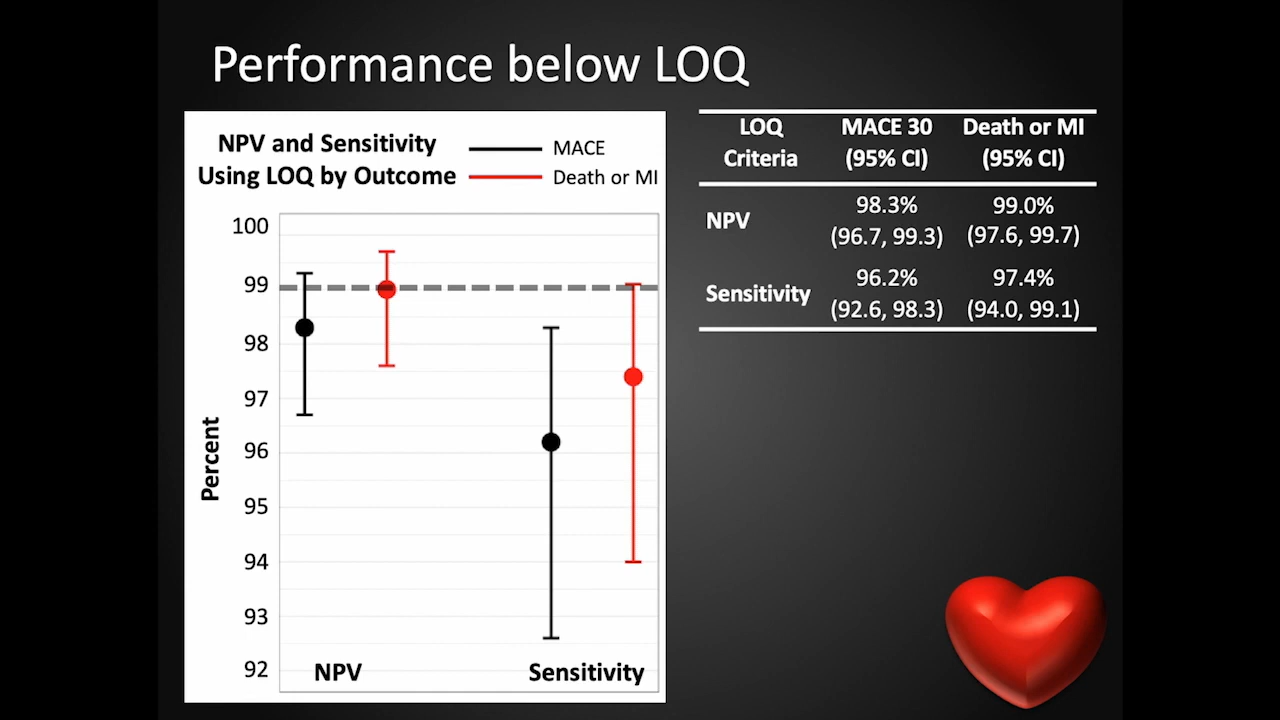 Performance below LOQ
NPV and Sensitivity
Using LOQ by Outcome
MACE
Death or MI
Percent
100
99
98
97
96
95
94
93
92
NPV
Sensitivity
LOQ Criteria
MACE 30 (95% CI)
Death or MI (95% CI)
NPV
98.3%
(96.7, 99.3)
99.0%
(97.6, 99.7)
Sensitivity
96.2%
(92.6, 98.3)
97.4%
(94.0, 99.1)